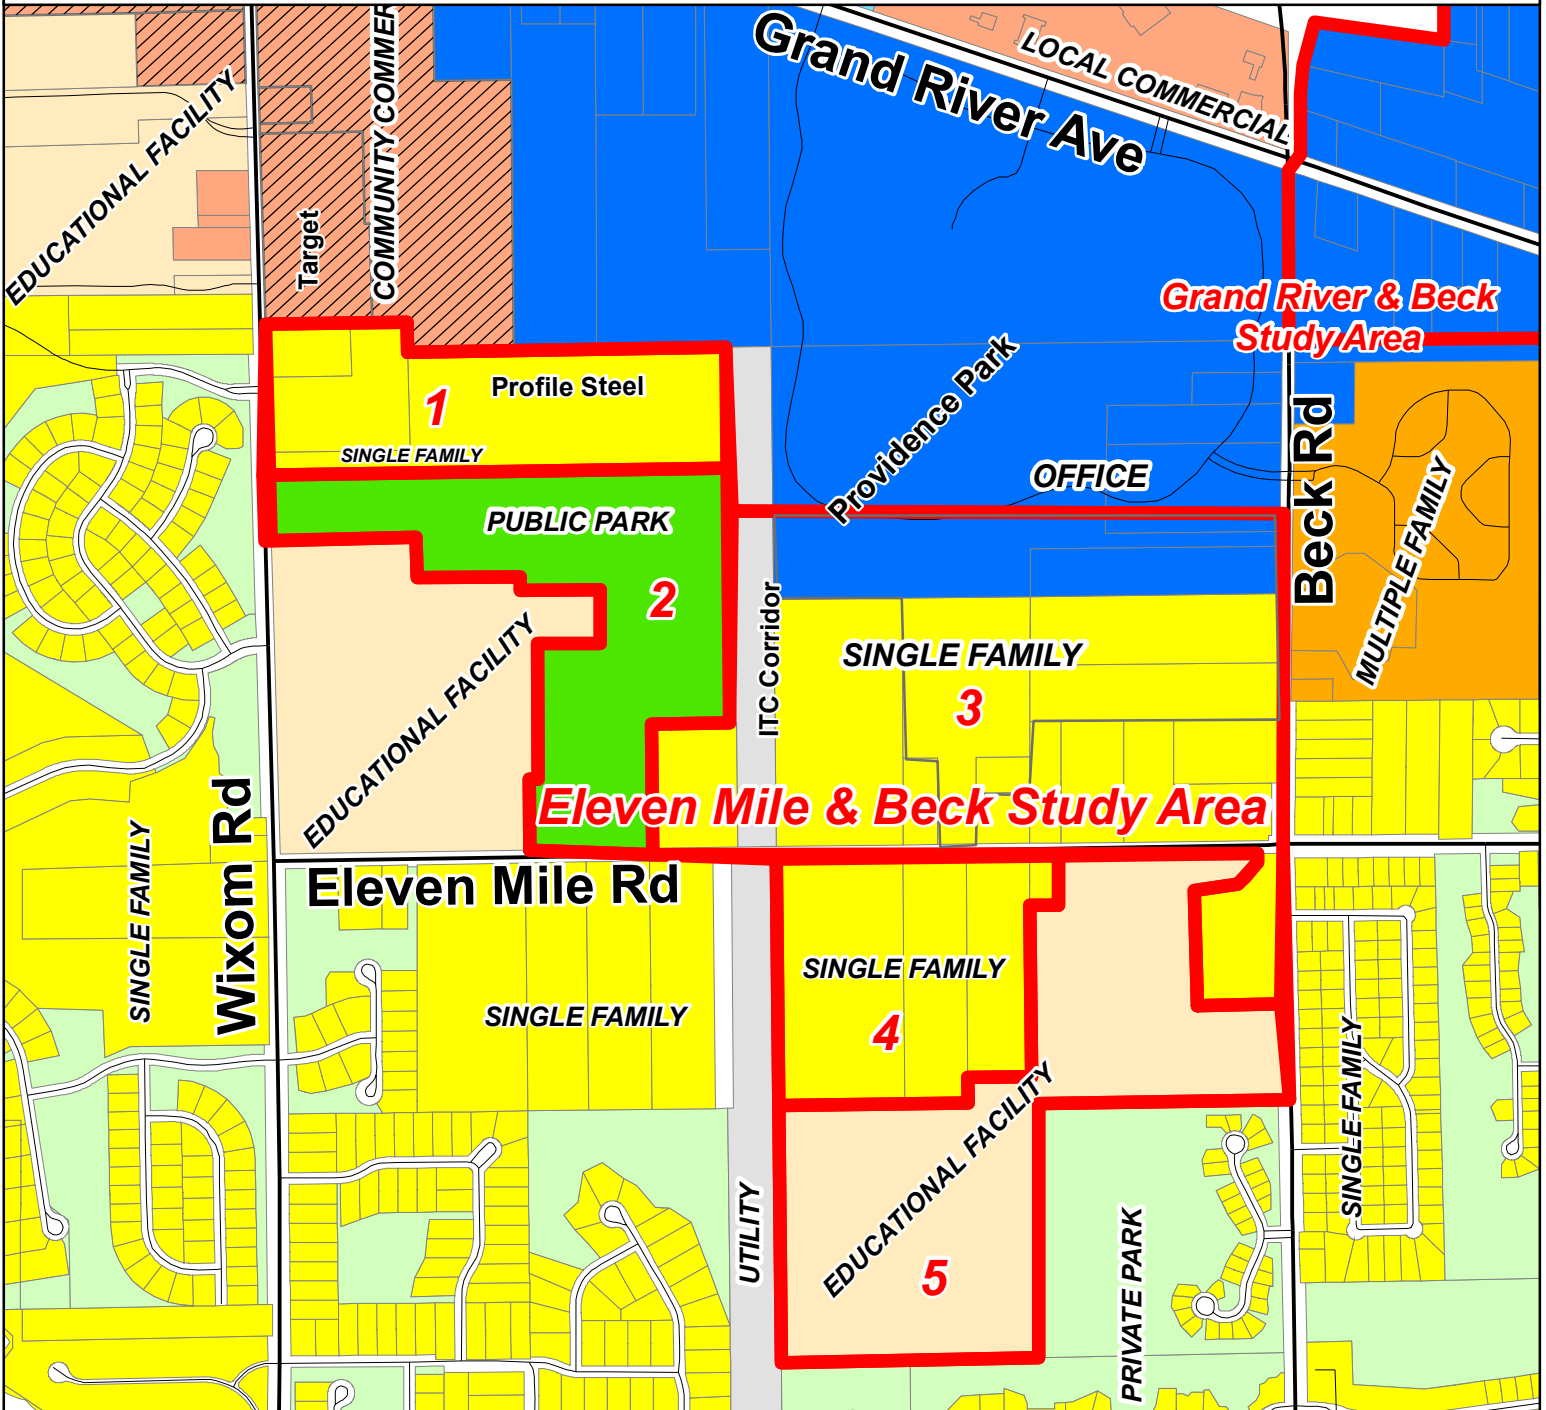 Grand River Ave
LOCAL COMMERCIAL
EDUCATIONAL FACILITY
Target
COMMUNITY COMMER
Grand River & Beck
Study Area
1
Profile Steel
SINGLE FAMILY
Providence Park
OFFICE
Beck Rd
MULTIPLE FAMILY
PUBLIC PARK
2
ITC Corridor
EDUCATIONAL FACILITY
SINGLE FAMILY
3
Eleven Mile & Beck Study Area
Eleven Mile Rd
Wixom Rd
SINGLE FAMILY
SINGLE FAMILY
SINGLE FAMILY
4
SINGLE FAMILY
EDUCATIONAL FACILITY
5
UTILITY
PRIVATE PARK